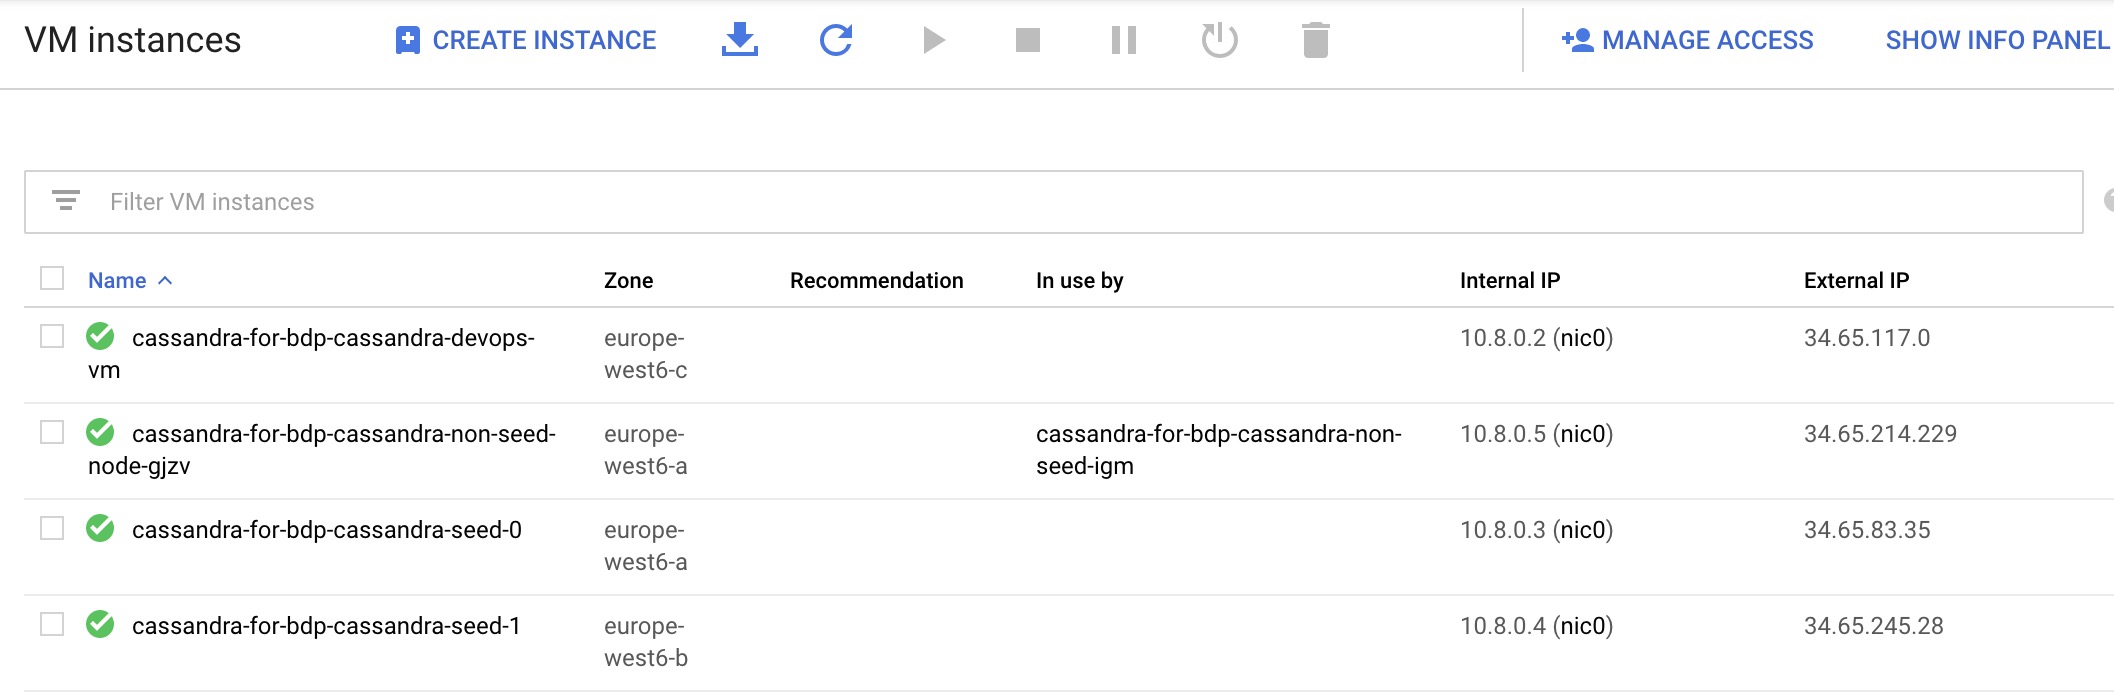 VM instances CREATE INSTANCE MANAGE ACCESS SHOW INFO PANEL
Filter VM instances
Name Zone Recommendation In use by Internal IP External IP
cassandra-for-bdp-cassandra-devops- europe- 10.8.0.2 (nic0) 34.65.117.0
vm west6-c
cassandra-for-bdp-cassandra-non-seed- europe- cassandra-for-bdp-cassandra-non- 10.8.0.5 (nic0) 34.65.214.229
node-gjzv west6-a seed-igm
cassandra-for-bdp-cassandra-seed-0 europe- 10.8.0.3 (nic0) 34.65.83.35
west6-a
cassandra-for-bdp-cassandra-seed-1 europe- 10.8.0.4 (nic0) 34.65.245.28
west6-b